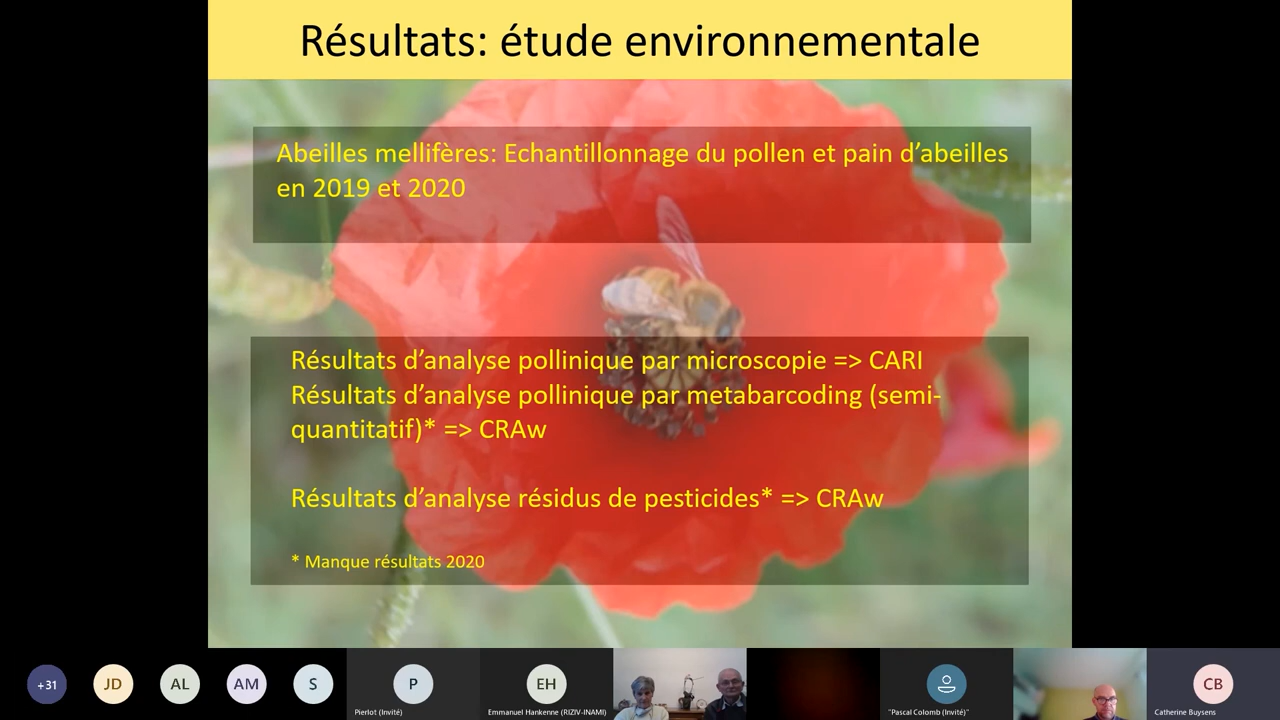 Résultats: étude environnementale
Abeilles mellifères: Echantillonnage du pollen et pain d’abeilles
en 2019 et 2020
Résultats d’analyse pollinique par microscopie => CARI
Résultats d’analyse pollinique par metabarcoding (semi-
quantitatif)* => CRAw
Résultats d’analyse résidus de pesticides* => CRAw
* Manque résultats 2020
+31
JD
AL
AM
S
P
EH
CB
Pierlot (Invité)
Emmanuel Hankenne (RIZIV-INAMI)
"Pascal Colomb (Invité)"
Catherine Buysens